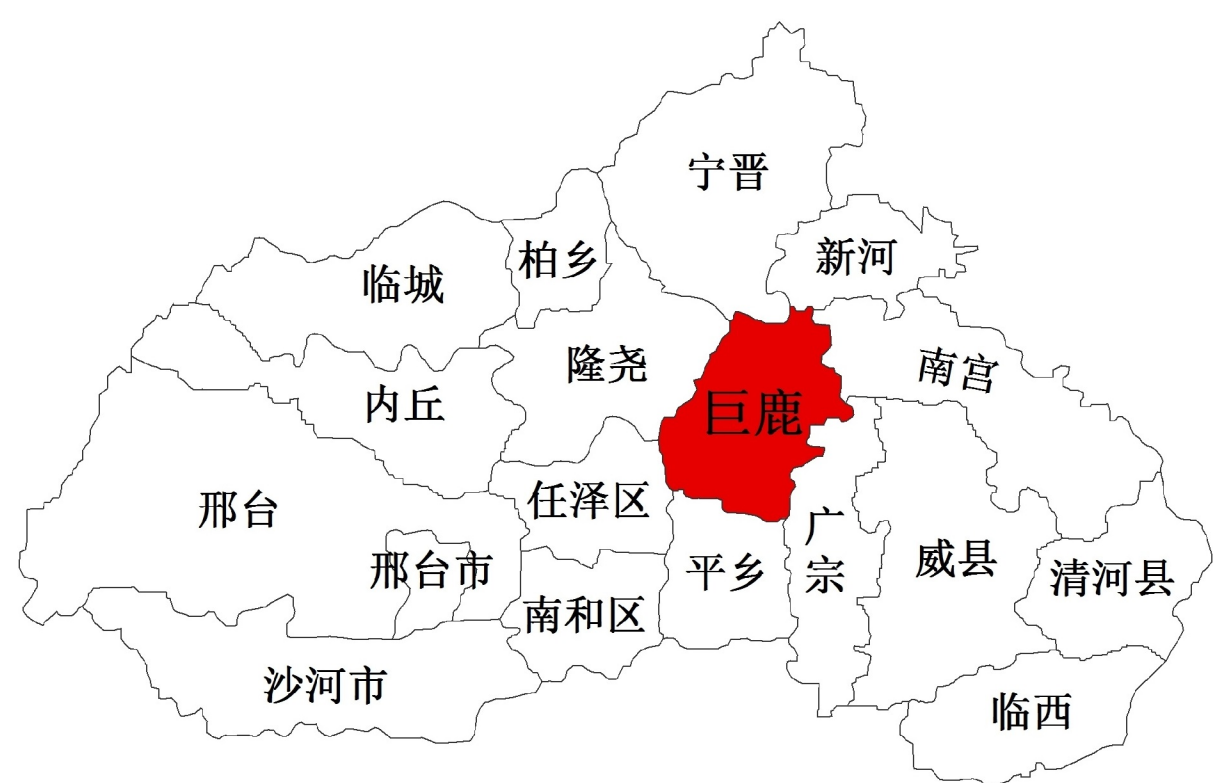 宁晋
新河
柏乡
临城
隆尧
南宫
内丘
巨鹿
任泽区
邢台
广宗
威县
平乡
邢台市
清河县
南和区
沙河市
临西